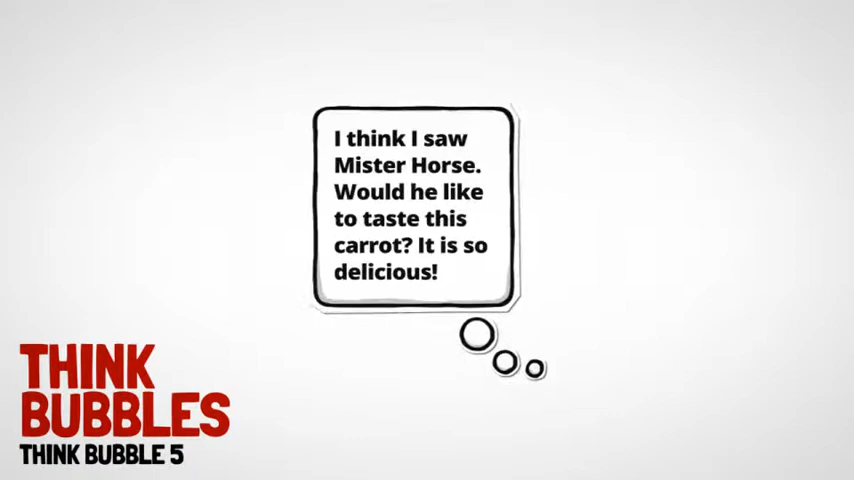 I think I saw
Mister Horse.
Would he like
to taste this
carrot? It is so
delicious!
THINK
BUBBLES
THINK BUBBLE 5